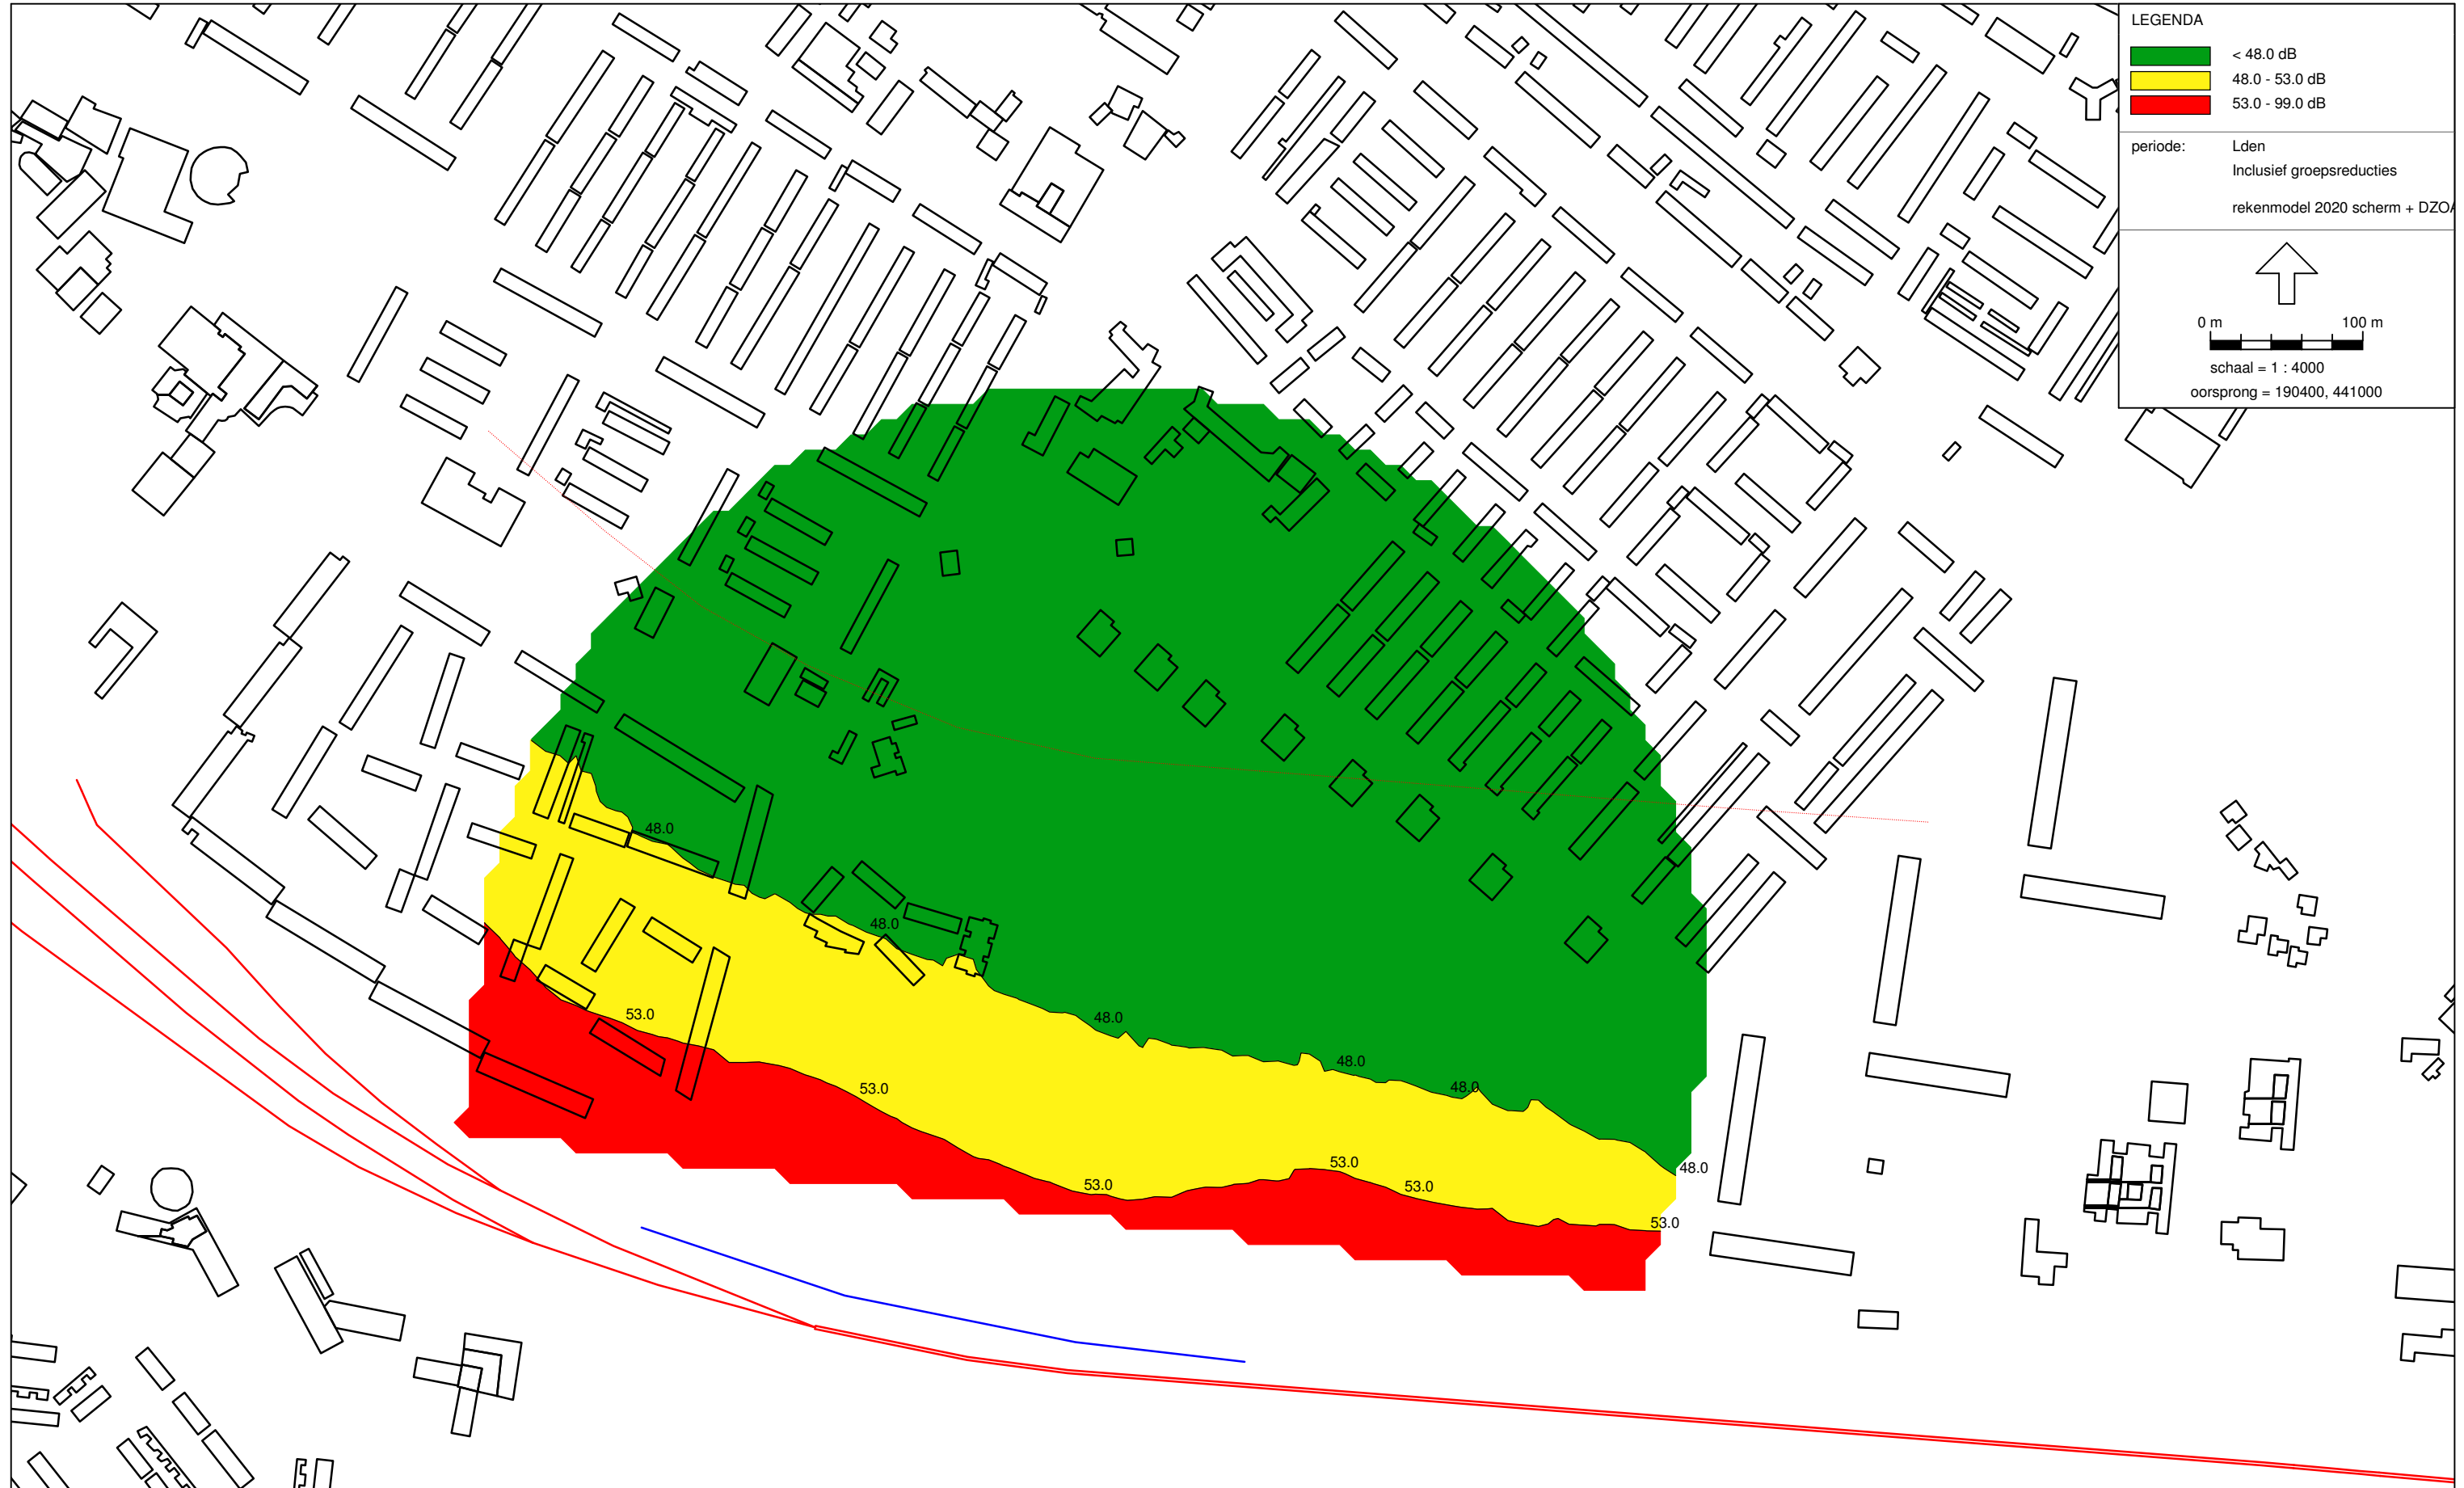 LEGENDA
< 48.0 dB
48.0 - 53.0 dB
53.0 - 99.0 dB
periode: Lden
Inclusief groepsreducties
rekenmodel 2020 scherm + DZOA
0 m 100 m
schaal = 1 : 4000
oorsprong = 190400, 441000
48.0
48.0
53.0
48.0
48.0
53.0
48.0
53.0
48.0
53.0
53.0
53.0